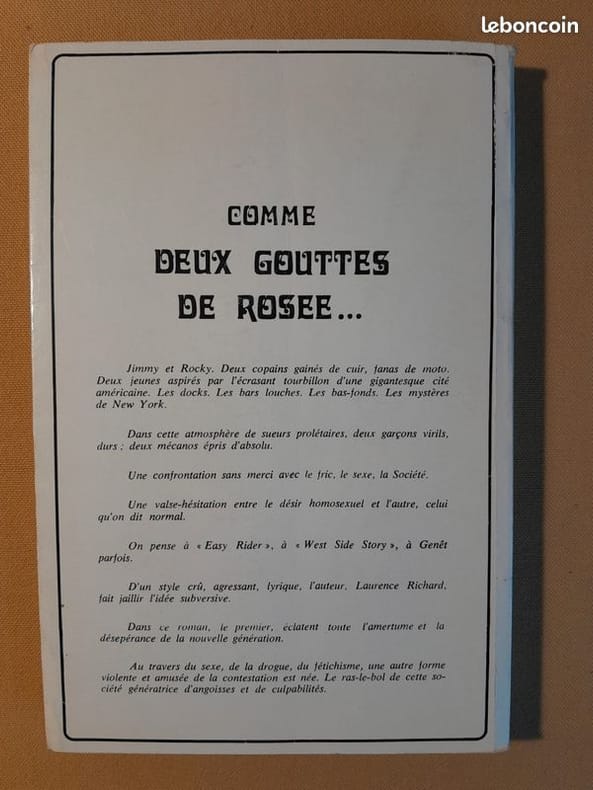 leboncoin
COMME
DEUX GOUTTES
DE ROSEE...
Jimmy et Rocky. Deux copains gainés de cuir, fanas de moto.
Deux jeunes aspirés par l'écrasant tourbillon d'une gigantesque cité
américaine. Les docks. Les bars louches. Les bas-fonds. Les mystères
de New York.
Dans cette atmosphère de sueurs prolétaires, deux garçons virils,
durs ; deux mécanos épris d'absolu.
Une confrontation sans merci avec le fric, le sexe, la Société.
Une valse-hésitation entre le désir homosexuel et l'autre, celui
qu'on dit normal.
On pense à « Easy Rider », à « West Side Story », à Genêt
parfois.
D'un style crû, agressant, lyrique, l'auteur, Laurence Richard,
fait jaillir l'idée subversive.
Dans ce roman, le premier, éclatent toute l'amertume et la
désepérance de la nouvelle génération.
Au travers du sexe, de la drogue, du fétichisme, une autre forme
violente et amusée de la contestation est née. Le ras-le-bol de cette so-
ciété génératrice d'angoisses et de culpabilités.